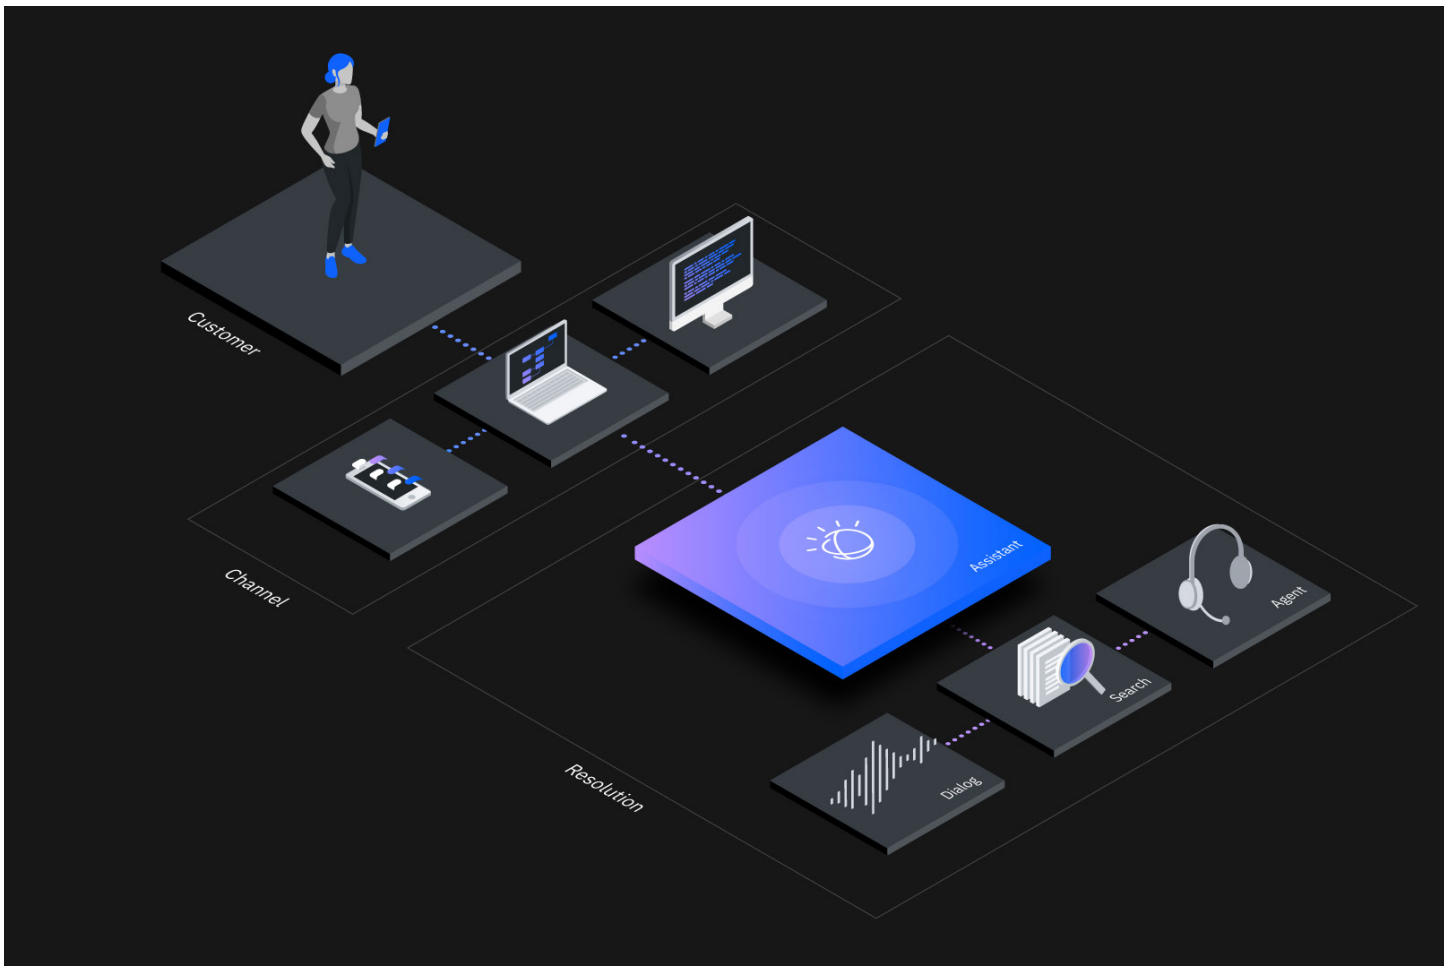 Customer
Channel
Assistant
Agent
Search
Dialog
Resolution